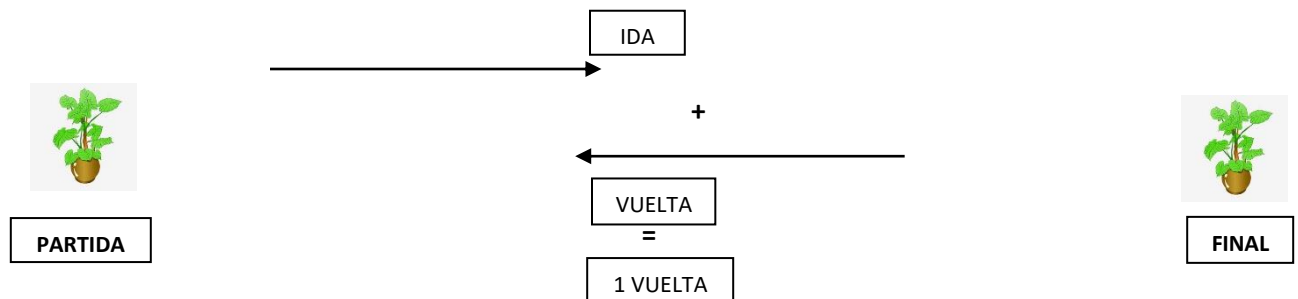 IDA
+
VUELTA
=
1 VUELTA
PARTIDA
FINAL